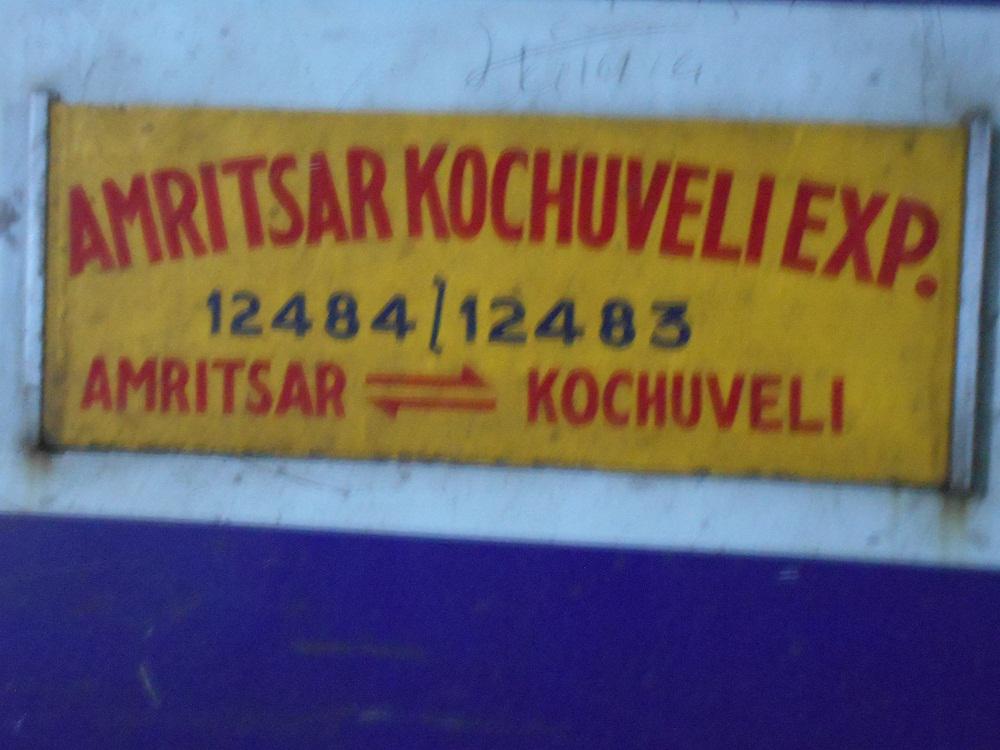 AMRITSAR KOCHUVELI EXP.
12484/12483
AMRITSAR ⇌ KOCHUVELI